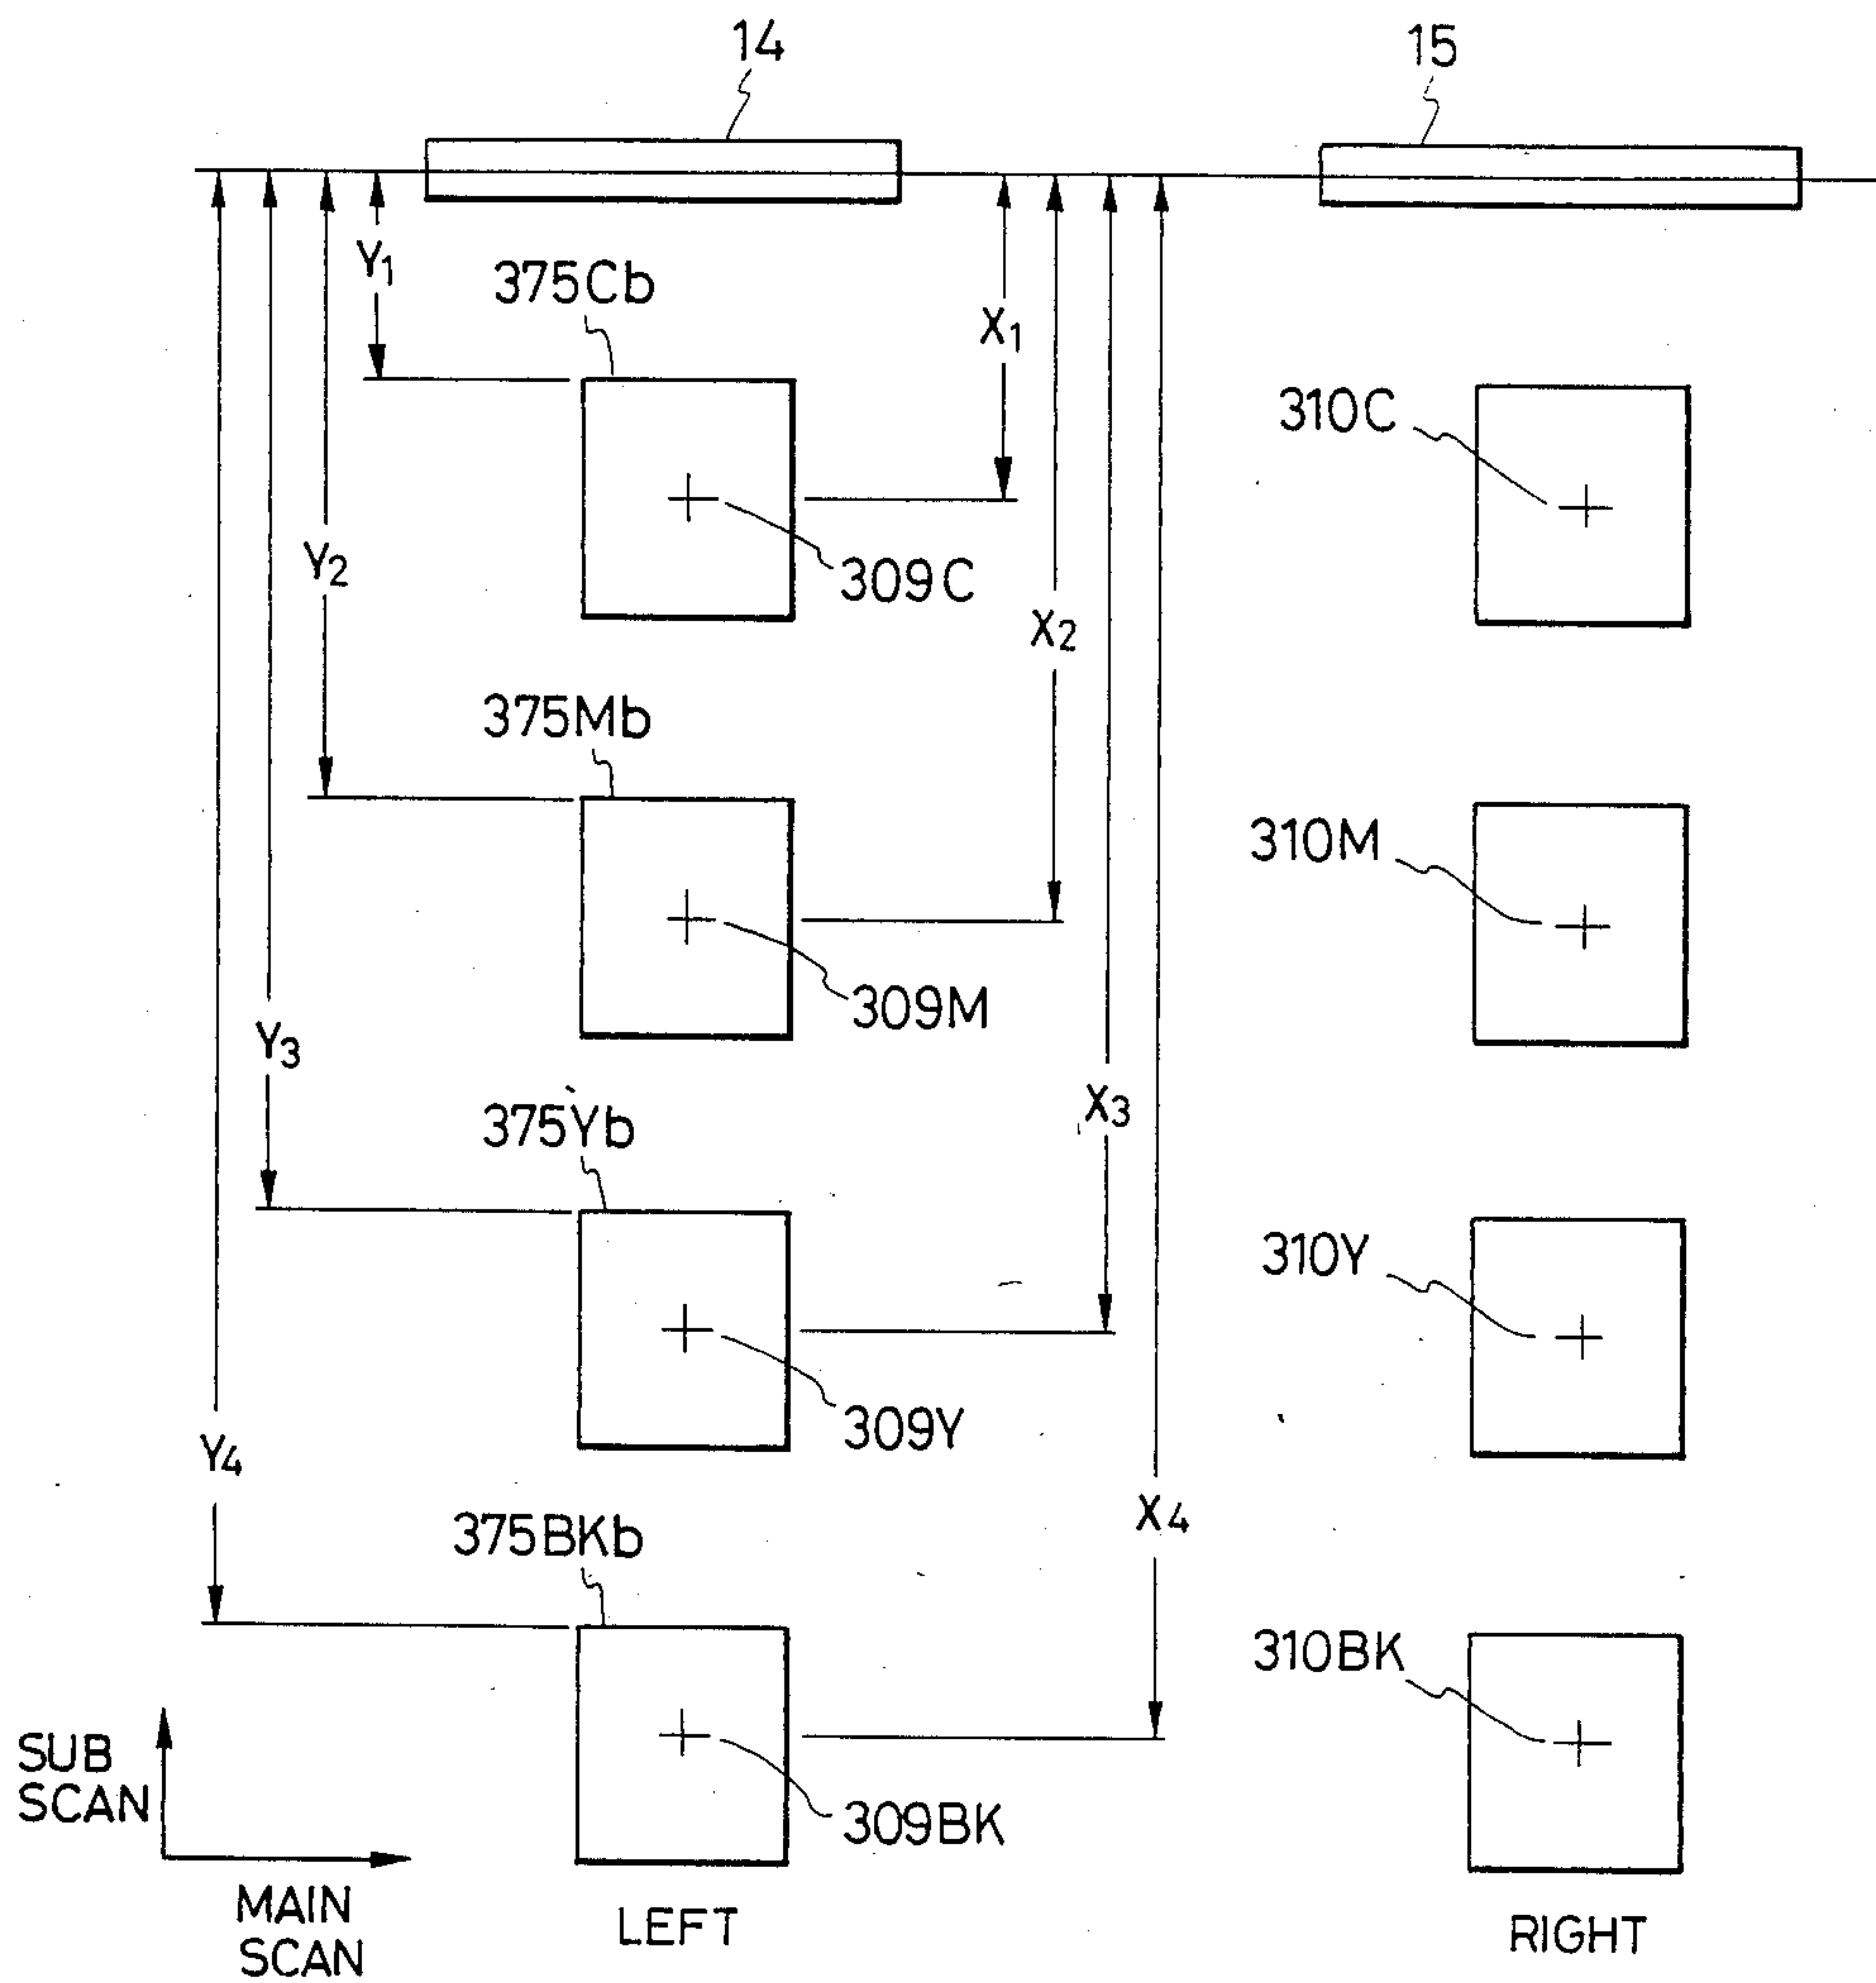 14
15
Y1
375Cb
X1
310C
Y2
309C
X2
375Mb
310M
309M
Y3
X3
375Yb
310Y
309Y
Y4
X4
375BKb
310BK
SUB
SCAN
309BK
MAIN
SCAN
LEFT
RIGHT